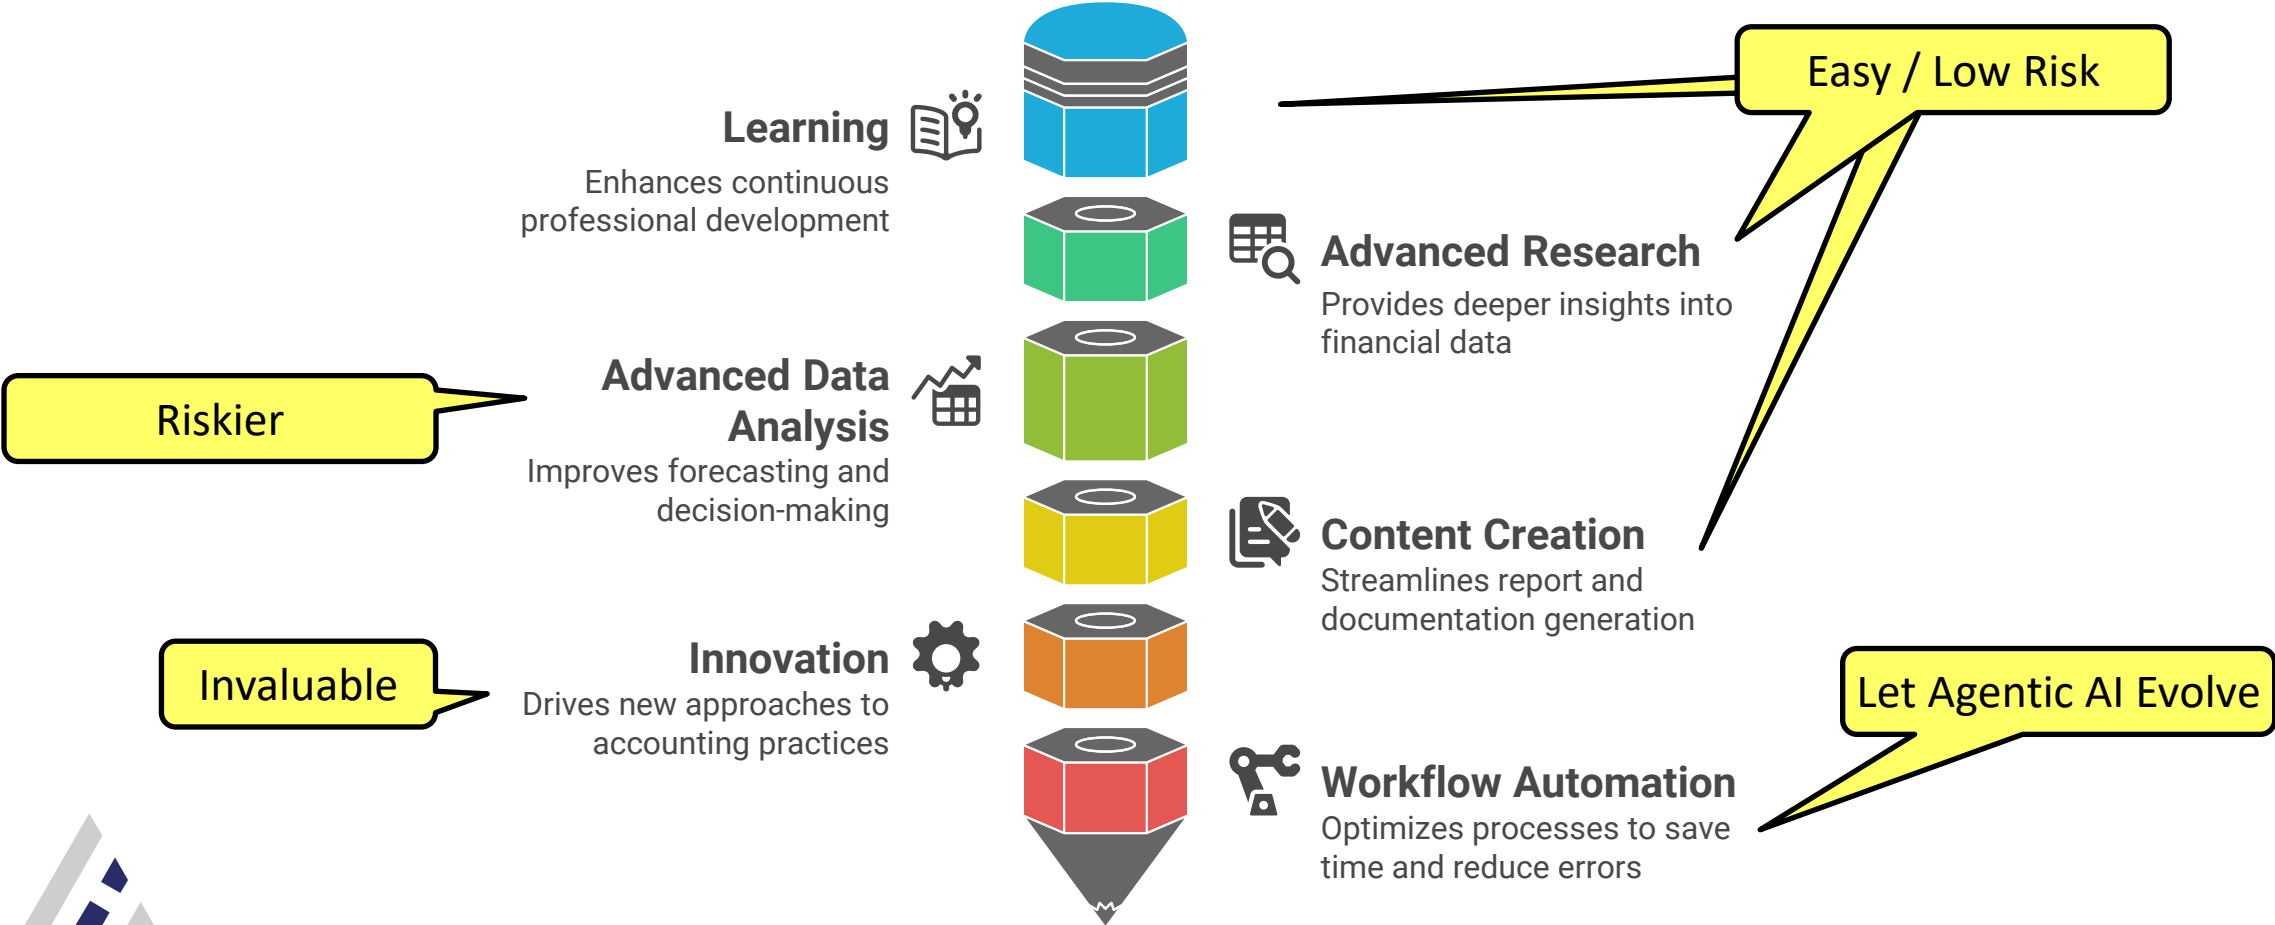 Easy / Low Risk
Learning
Enhances continuous
professional development
Advanced Research
Provides deeper insights into
financial data
Riskier
Advanced Data
Analysis
Improves forecasting and
decision-making
Content Creation
Streamlines report and
documentation generation
Invaluable
Innovation
Drives new approaches to
accounting practices
Let Agentic AI Evolve
Workflow Automation
Optimizes processes to save
time and reduce errors